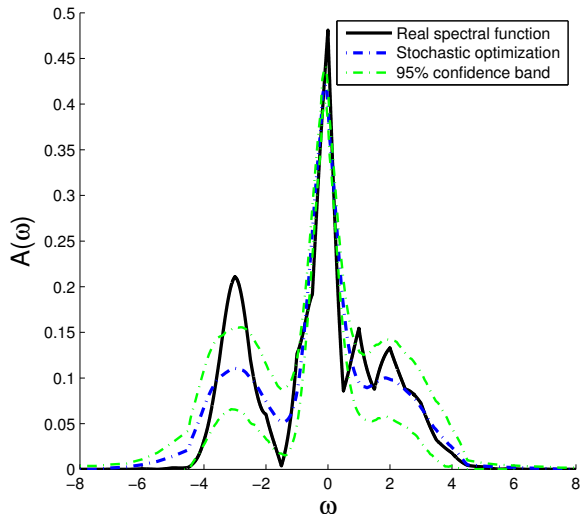 0.5
0.45
0.4
0.35
0.3
0.25
0.2
0.15
0.1
0.05
0
A(ω)
Real spectral function
Stochastic optimization
95% confidence band
−8 −6 −4 −2 0 2 4 6 8
ω